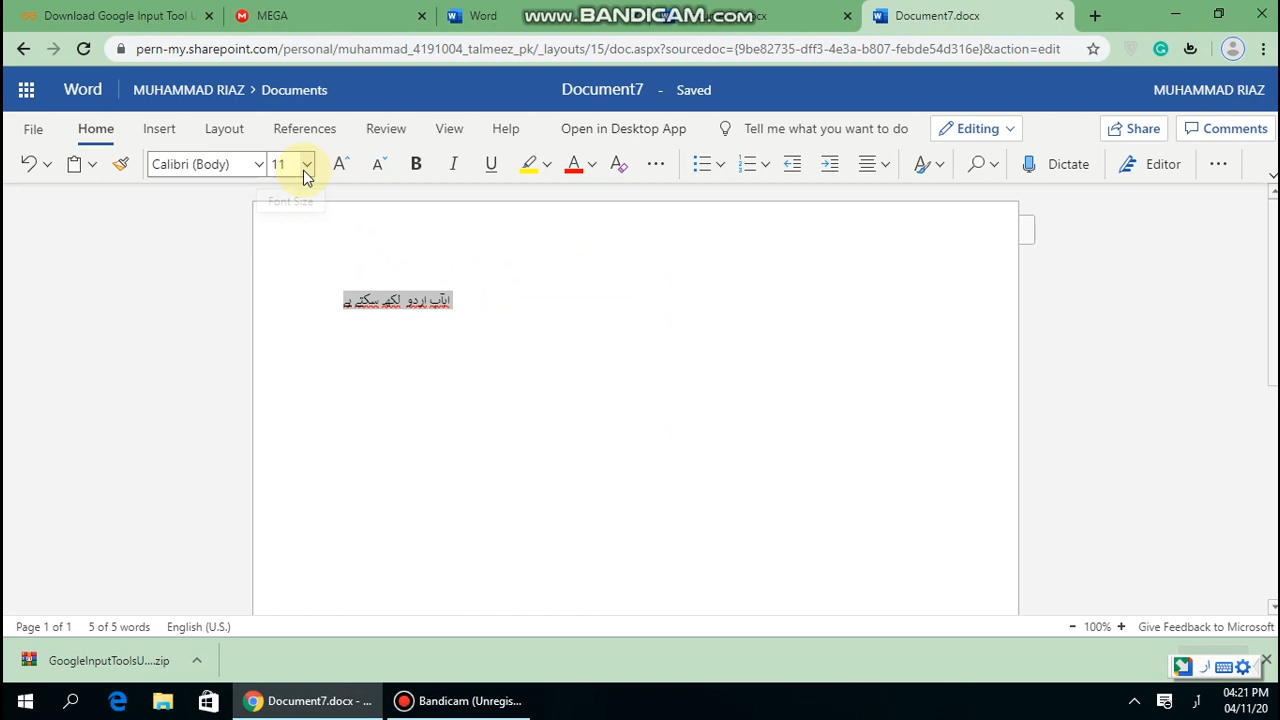 Download Google Input Tool U
MEGA
Word
cx
Document7.docx
www.BANDICAM.com
pern-my.sharepoint.com/personal/muhammad_4191004_talmeez_pk/_layouts/15/doc.aspx?sourcedoc={9be82735-dff3-4e3a-b807-febde54d316e}&action=edit
Word MUHAMMAD RIAZ > Documents Document7 - Saved MUHAMMAD RIAZ
File Home Insert Layout References Review View Help Open in Desktop App Tell me what you want to do Editing Share Comments
Calibri (Body) 11 A A B I U A A Dictate Editor
Font Size
اﺑآپ اردو لکھ سکتے ہے
Page 1 of 1 5 of 5 words English (U.S.) 100% Give Feedback to Microsoft
GoogleInputToolsU....zip
ار
Document7.docx - ... Bandicam (Unregis... اُر 04:21 PM
04/11/20